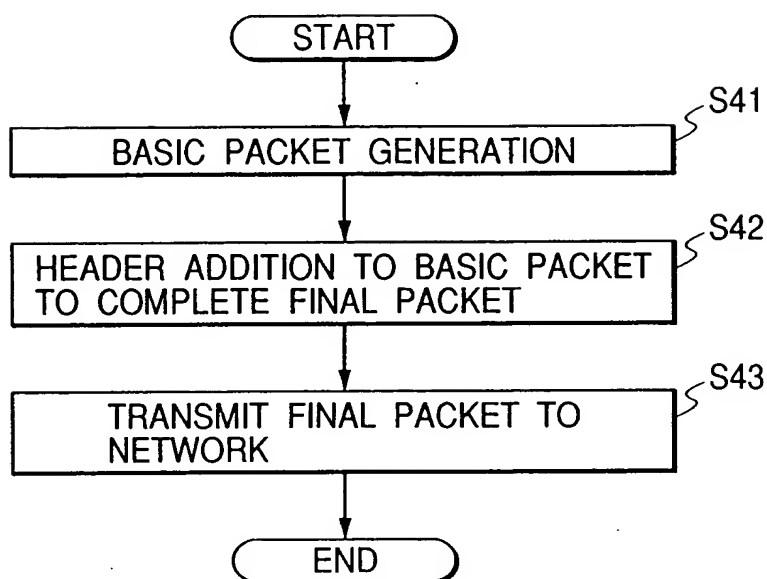 START
S41
BASIC PACKET GENERATION
S42
HEADER ADDITION TO BASIC PACKET
TO COMPLETE FINAL PACKET
S43
TRANSMIT FINAL PACKET TO
NETWORK
END